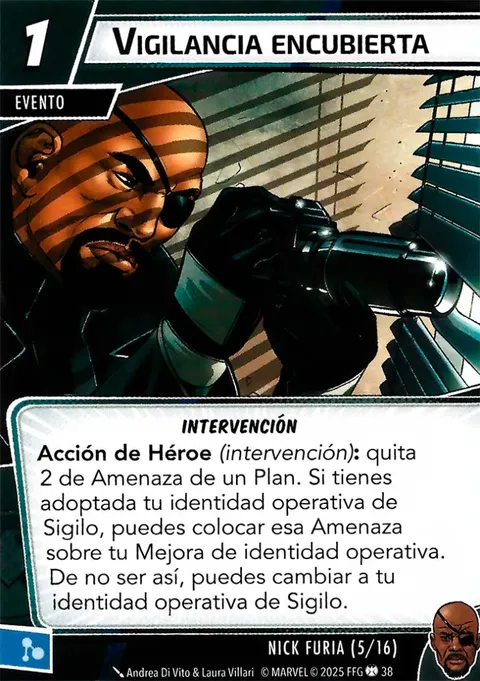 1
VIGILANCIA ENCUBIERTA
EVENTO
INTERVENCIÓN
Acción de Héroe (intervención): quita
2 de Amenaza de un Plan. Si tienes
adoptada tu identidad operativa de
Sigilo, puedes colocar esa Amenaza
sobre tu Mejora de identidad operativa.
De no ser así, puedes cambiar a tu
identidad operativa de Sigilo.
NICK FURIA (5/16)
Andrea Di Vito & Laura Villari © MARVEL © 2025 FFG 38